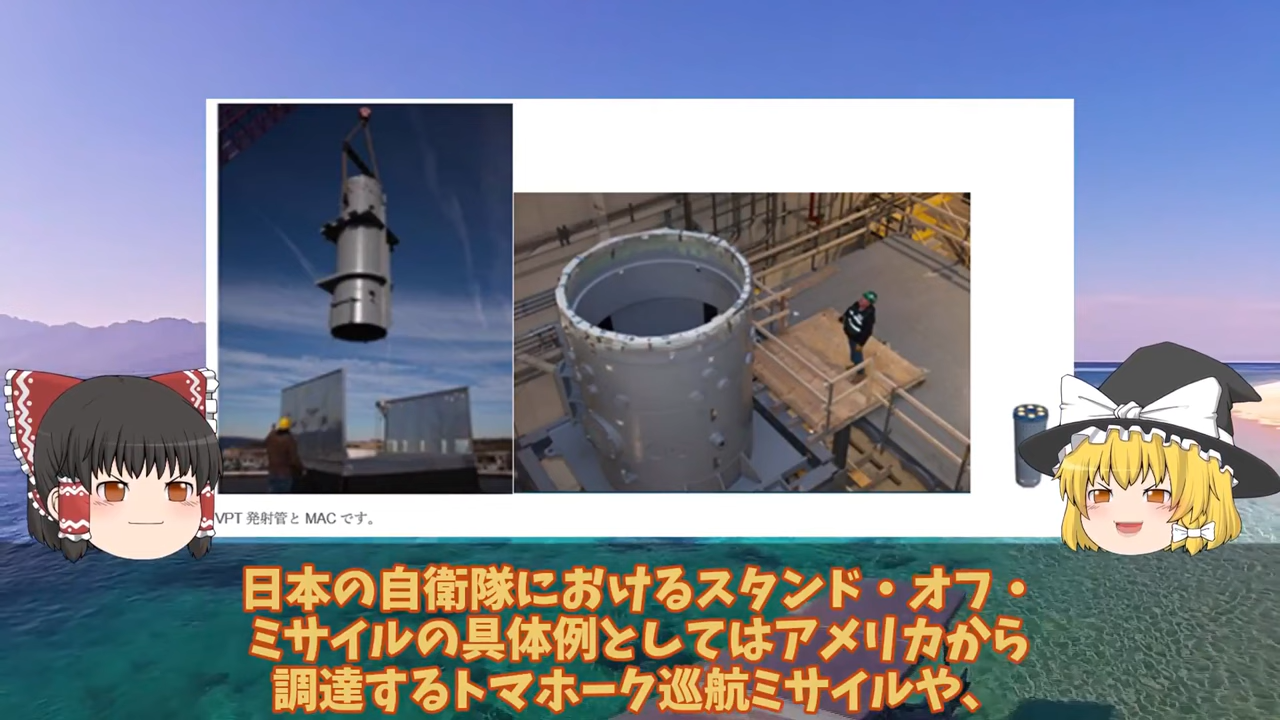 VPT 発射管と MAC です。
日本の自衛隊におけるスタンド・オフ・
ミサイルの具体例としてはアメリカから
調達するトマホーク巡航ミサイルや、